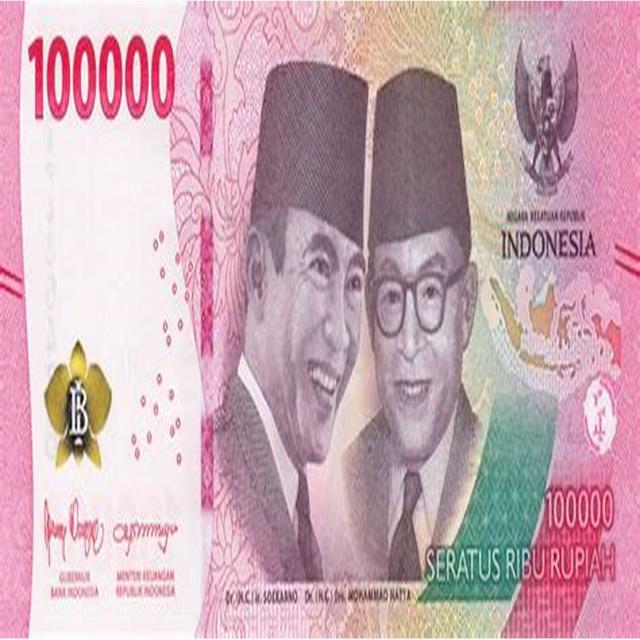 100000
NEGARA KESATUAN REPUBLIK
INDONESIA
B
100000
SERATUS RIBU RUPIAH
GUBERNUR
BANK INDONESIA
MENTERI KEUANGAN
REPUBLIK INDONESIA
Dr. (H.C.) Ir. SOEKARNO
Dr. (H.C.) Drs. MOHAMMAD HATTA